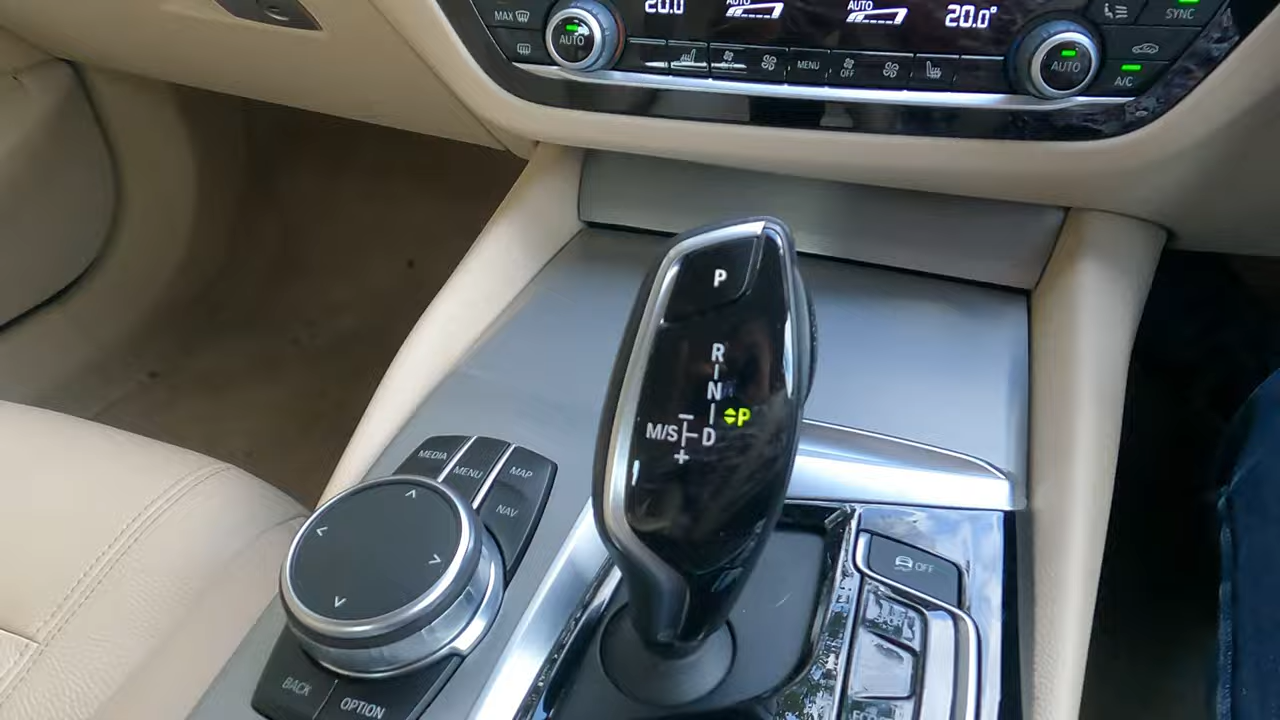 20.0
AUTO
AUTO
20.0°
SYNC
MAX
AUTO
MENU
OFF
AUTO
A/C
P
R
N
P
M/S
D
−
+
MEDIA
MENU
MAP
NAV
OFF
BACK
OPTION